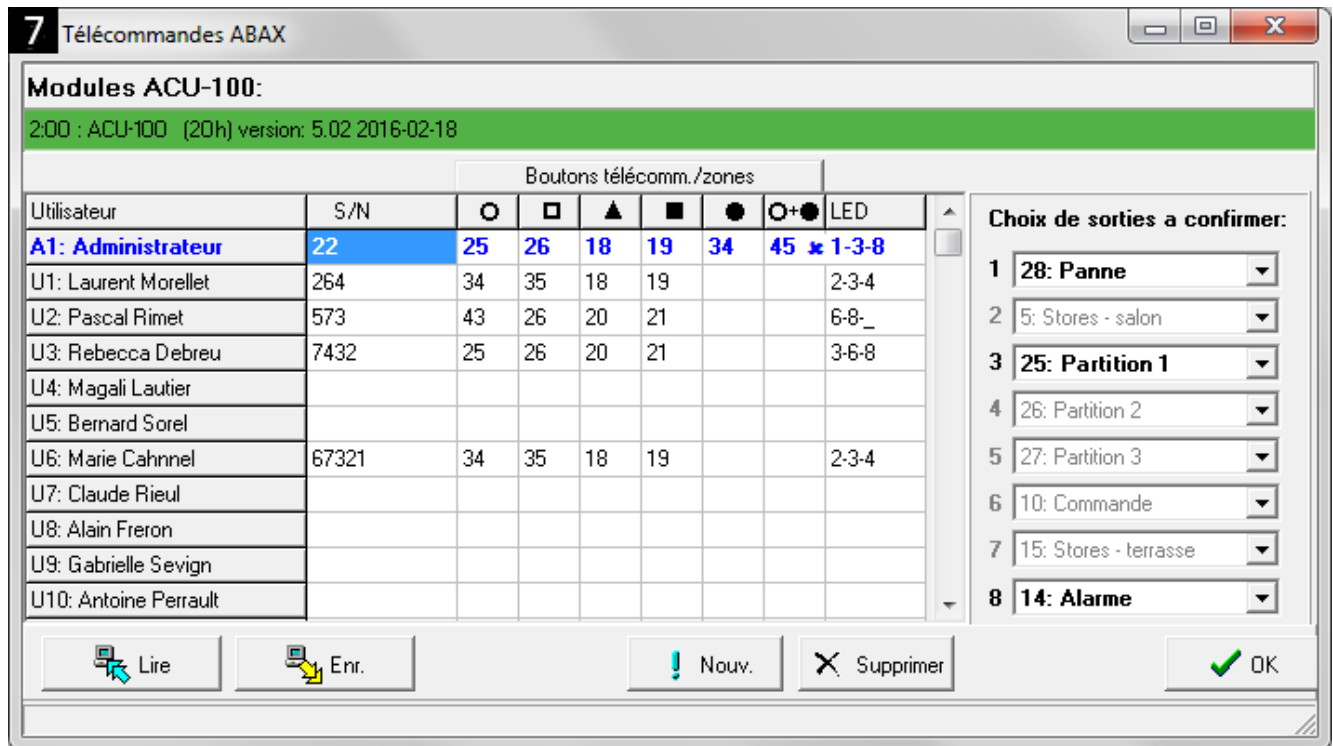 7 Télécommandes ABAX
Modules ACU-100:
2:00 : ACU-100 (20h) version: 5.02 2016-02-18
Boutons télécomm./zones
Utilisateur S/N O+● LED
A1: Administrateur 22 25 26 18 19 34 45 × 1-3-8
U1: Laurent Morellet 264 34 35 18 19 2-3-4
U2: Pascal Rimet 573 43 26 20 21 6-8-_
U3: Rebecca Debreu 7432 25 26 20 21 3-6-8
U4: Magali Lautier
U5: Bernard Sorel
U6: Marie Cahnnel 67321 34 35 18 19 2-3-4
U7: Claude Rieul
U8: Alain Freron
U9: Gabrielle Sevign
U10: Antoine Perrault
Choix de sorties a confirmer:
1 28: Panne
2 5: Stores - salon
3 25: Partition 1
4 26: Partition 2
5 27: Partition 3
6 10: Commande
7 15: Stores - terrasse
8 14: Alarme
Lire Enr. Nouv. Supprimer OK